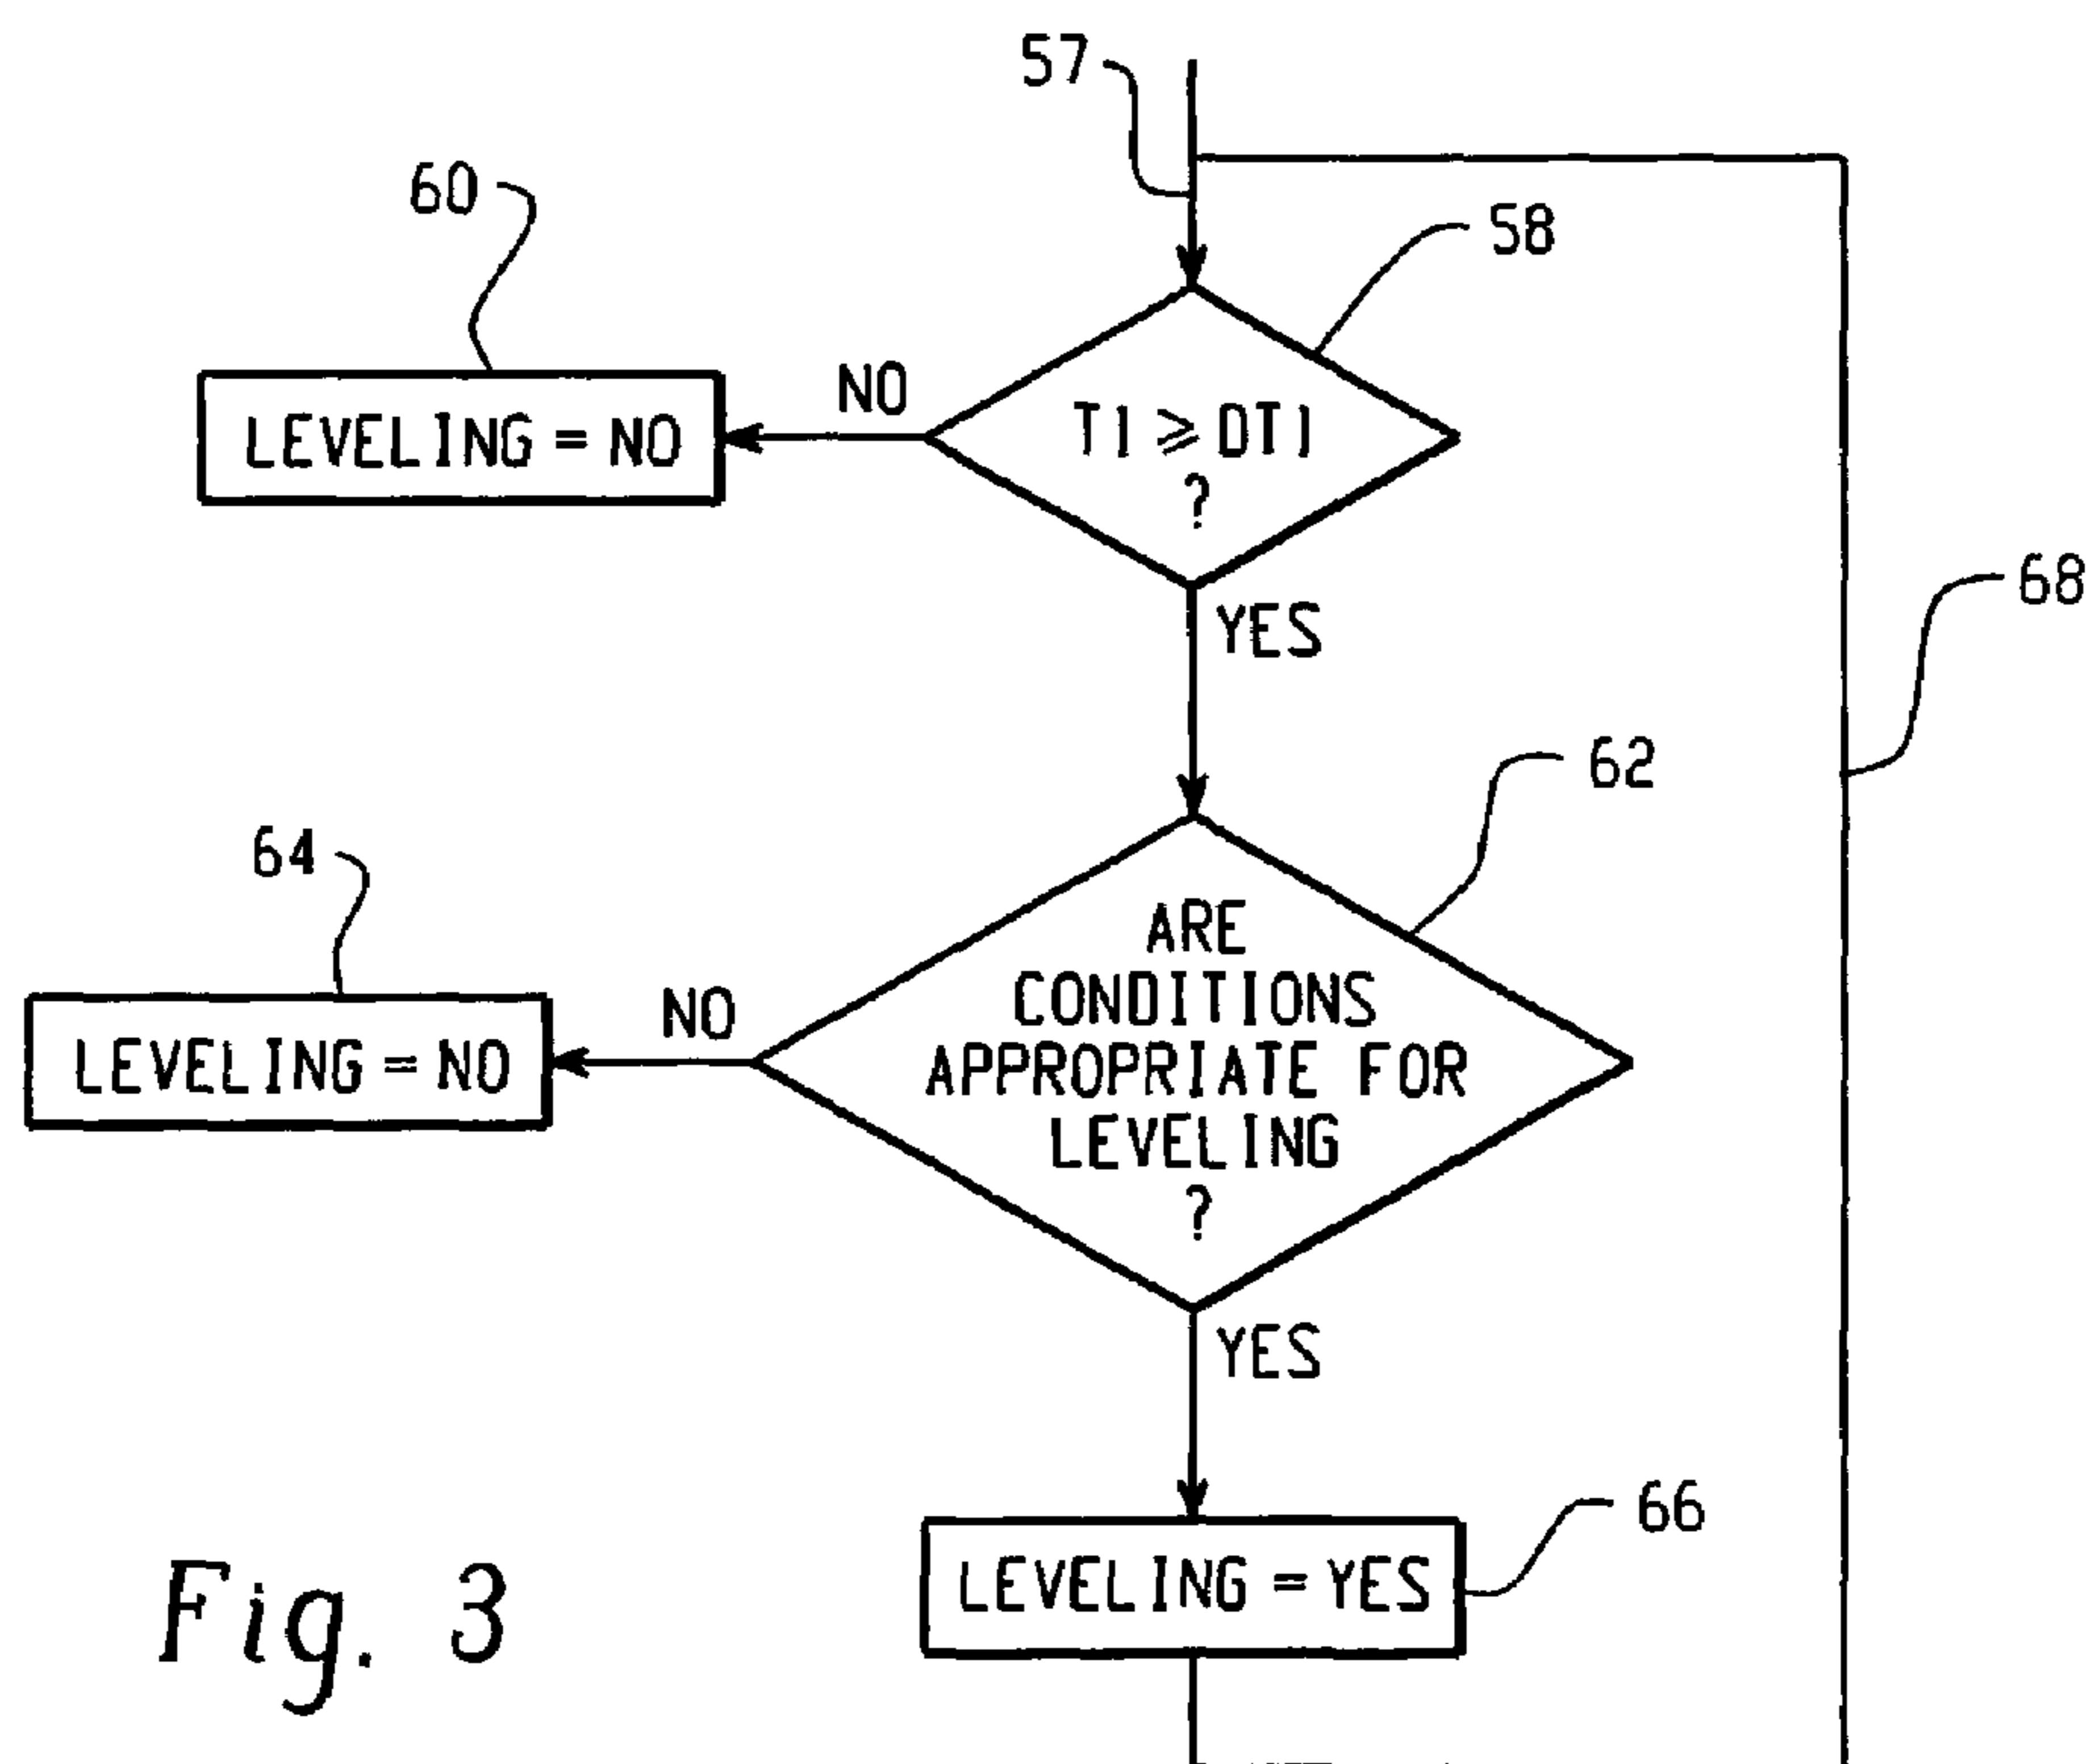 57
60
58
NO
LEVELING = NO
T1 ⩾ DT1
?
68
YES
62
64
ARE
CONDITIONS
APPROPRIATE FOR
LEVELING
?
NO
LEVELING = NO
YES
66
LEVELING = YES
Fig. 3